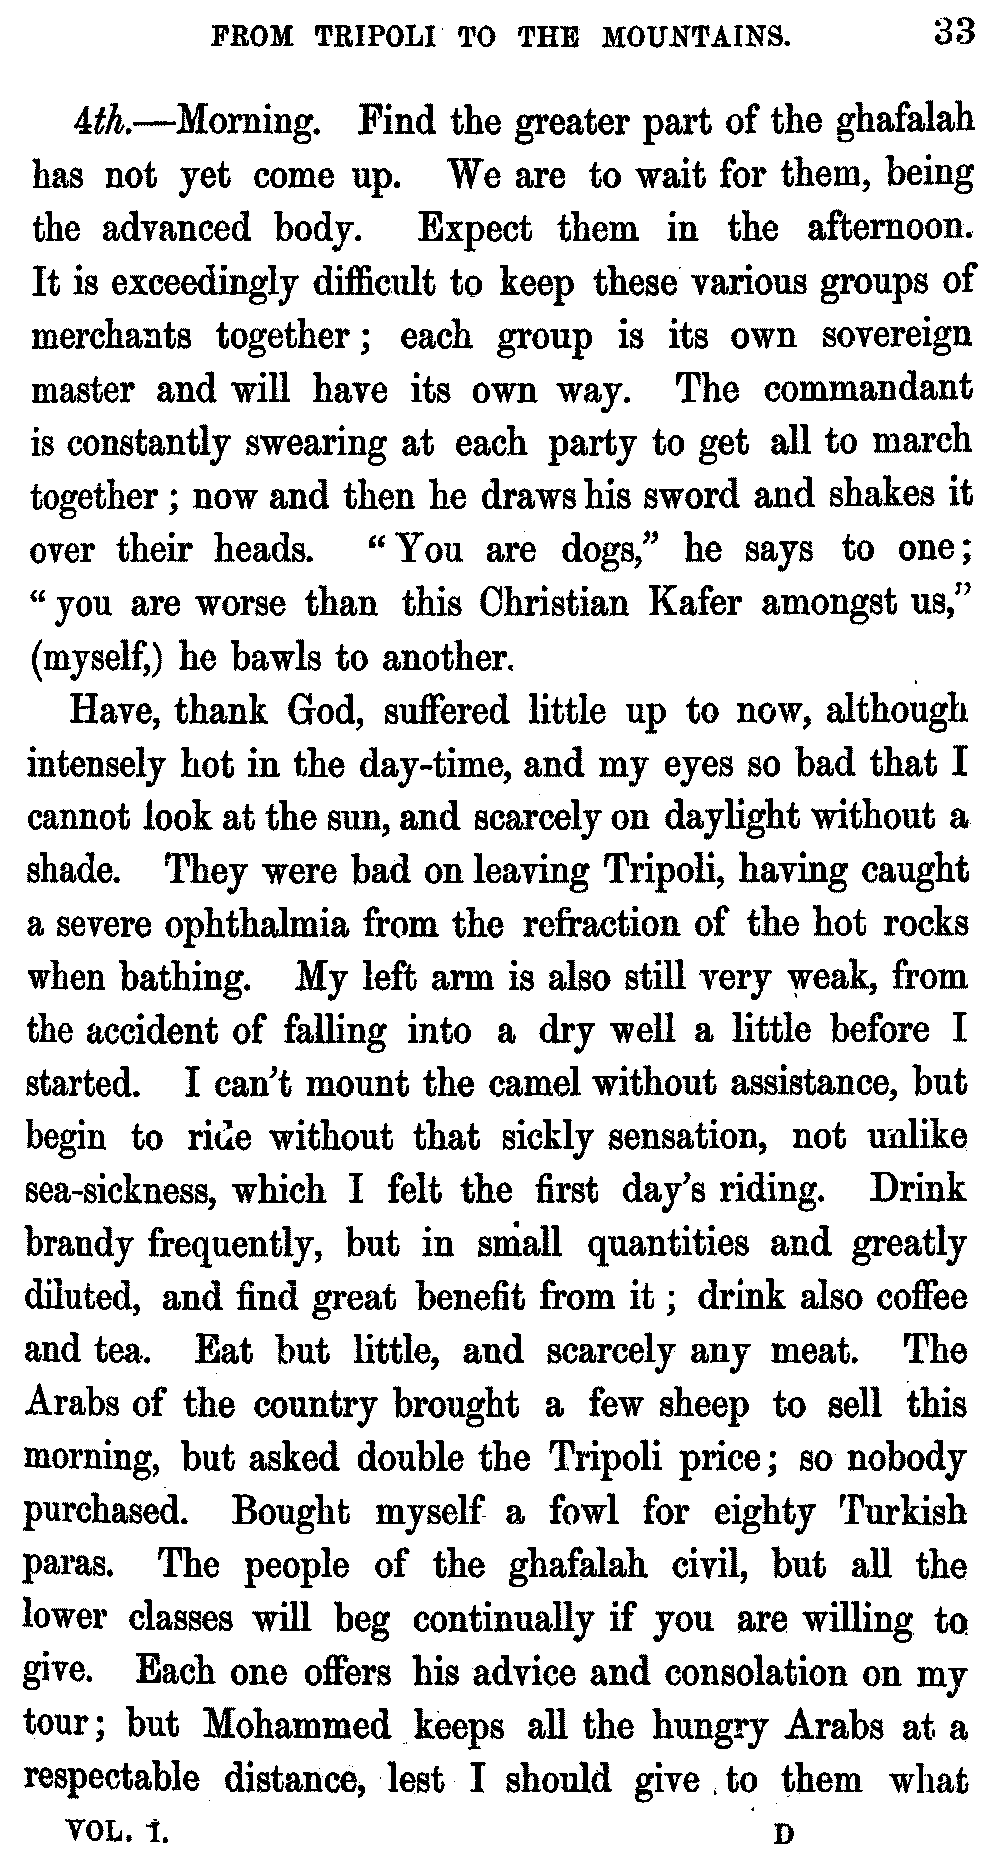 FROM TRIPOLI TO THE MOUNTAINS. 33
4th.—Morning. Find the greater part of the ghafalah
has not yet come up. We are to wait for them, being
the advanced body. Expect them in the afternoon.
It is exceedingly difficult to keep these various groups of
merchants together; each group is its own sovereign
master and will have its own way. The commandant
is constantly swearing at each party to get all to march
together; now and then he draws his sword and shakes it
over their heads. "You are dogs," he says to one;
"you are worse than this Christian Kafer amongst us,"
(myself,) he bawls to another.
Have, thank God, suffered little up to now, although
intensely hot in the day-time, and my eyes so bad that I
cannot look at the sun, and scarcely on daylight without a
shade. They were bad on leaving Tripoli, having caught
a severe ophthalmia from the refraction of the hot rocks
when bathing. My left arm is also still very weak, from
the accident of falling into a dry well a little before I
started. I can't mount the camel without assistance, but
begin to ride without that sickly sensation, not unlike
sea-sickness, which I felt the first day's riding. Drink
brandy frequently, but in small quantities and greatly
diluted, and find great benefit from it; drink also coffee
and tea. Eat but little, and scarcely any meat. The
Arabs of the country brought a few sheep to sell this
morning, but asked double the Tripoli price; so nobody
purchased. Bought myself a fowl for eighty Turkish
paras. The people of the ghafalah civil, but all the
lower classes will beg continually if you are willing to
give. Each one offers his advice and consolation on my
tour; but Mohammed keeps all the hungry Arabs at a
respectable distance, lest I should give to them what
VOL. I. D